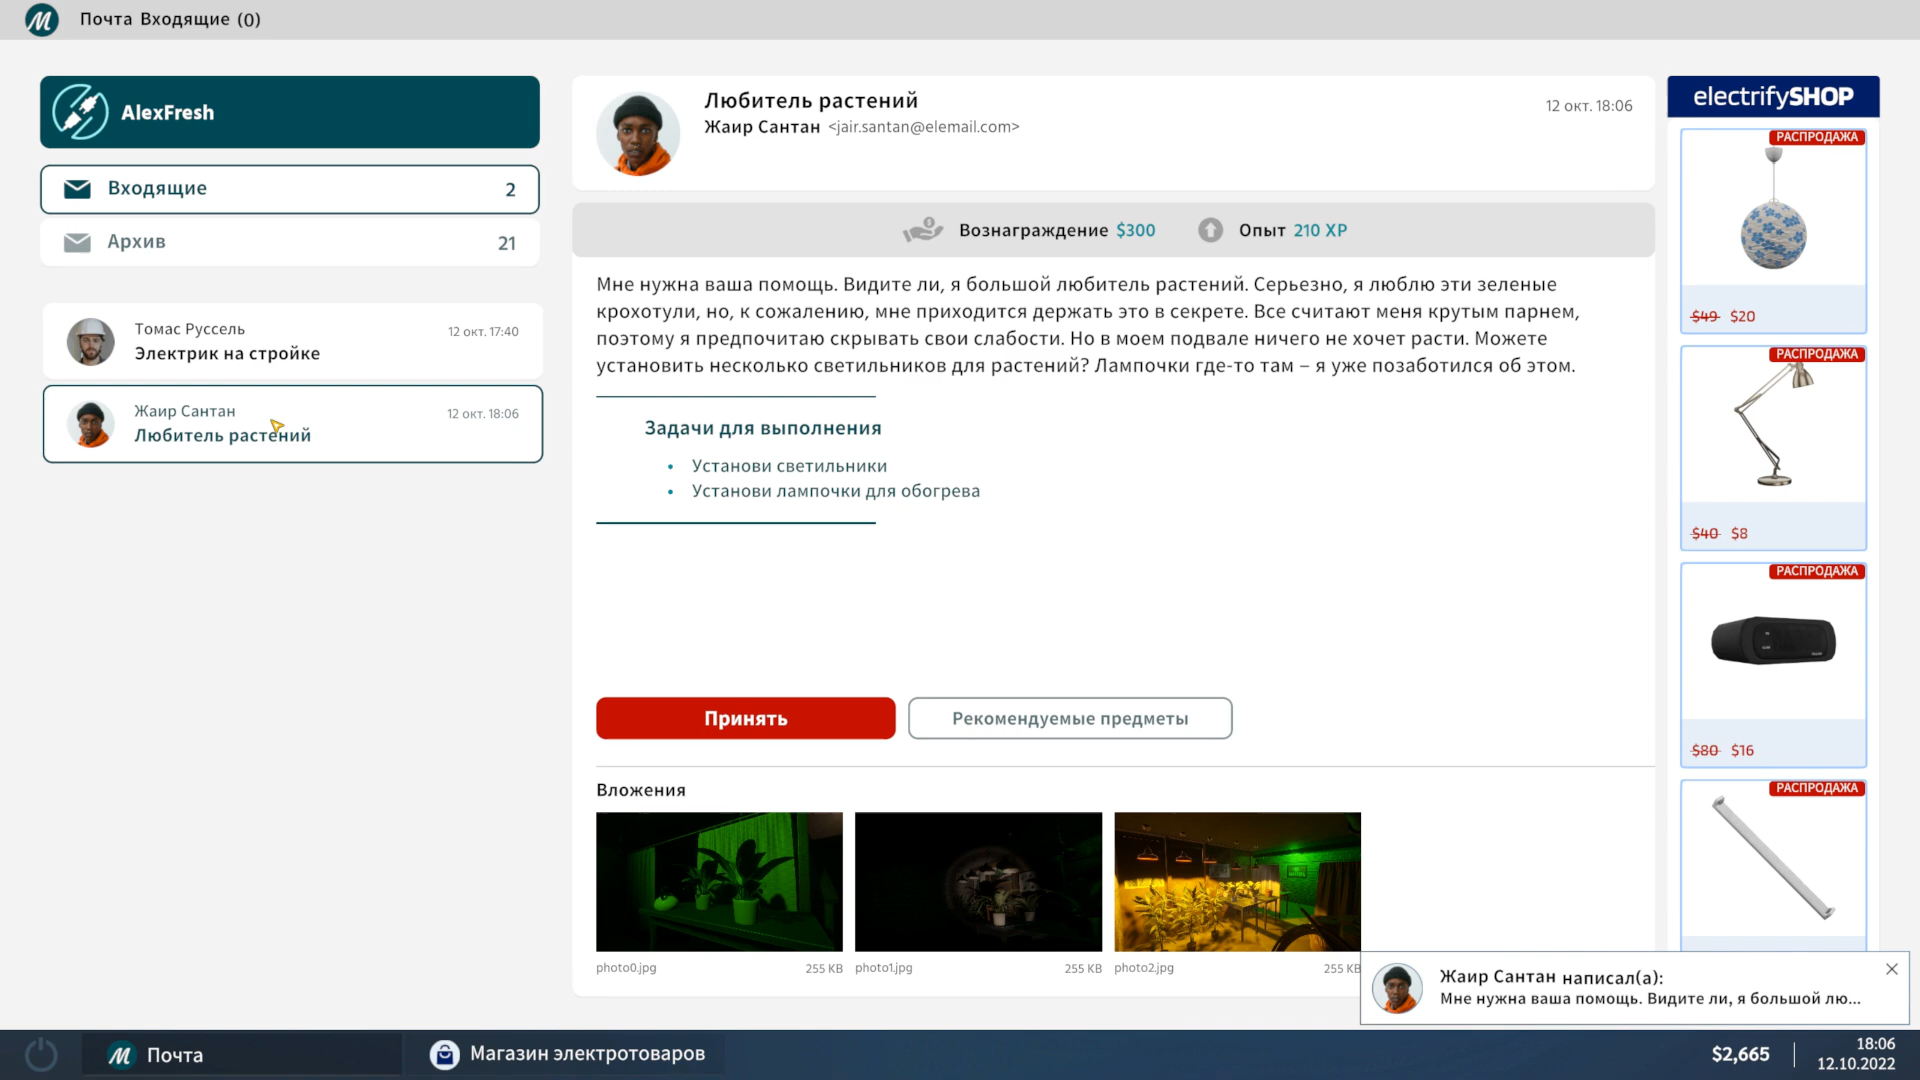 Почта Входящие (0)
AlexFresh
Входящие 2
Архив 21
Томас Руссель 12 окт. 17:40
Электрик на стройке
Жаир Сантан 12 окт. 18:06
Любитель растений
Любитель растений 12 окт. 18:06
Жаир Сантан <jair.santan@elemail.com>
Вознаграждение $300 Опыт 210 XP
Мне нужна ваша помощь. Видите ли, я большой любитель растений. Серьезно, я люблю эти зеленые
крохотули, но, к сожалению, мне приходится держать это в секрете. Все считают меня крутым парнем,
поэтому я предпочитаю скрывать свои слабости. Но в моем подвале ничего не хочет расти. Можете
установить несколько светильников для растений? Лампочки где-то там – я уже позаботился об этом.
Задачи для выполнения
• Установи светильники
• Установи лампочки для обогрева
Принять Рекомендуемые предметы
Вложения
photo0.jpg 255 KB photo1.jpg 255 KB photo2.jpg 255 KB
electrifySHOP
РАСПРОДАЖА
$49 $20
РАСПРОДАЖА
$40 $8
РАСПРОДАЖА
$80 $16
РАСПРОДАЖА
Жаир Сантан написал(а):
Мне нужна ваша помощь. Видите ли, я большой лю...
Почта Магазин электротоваров $2,665 18:06
12.10.2022